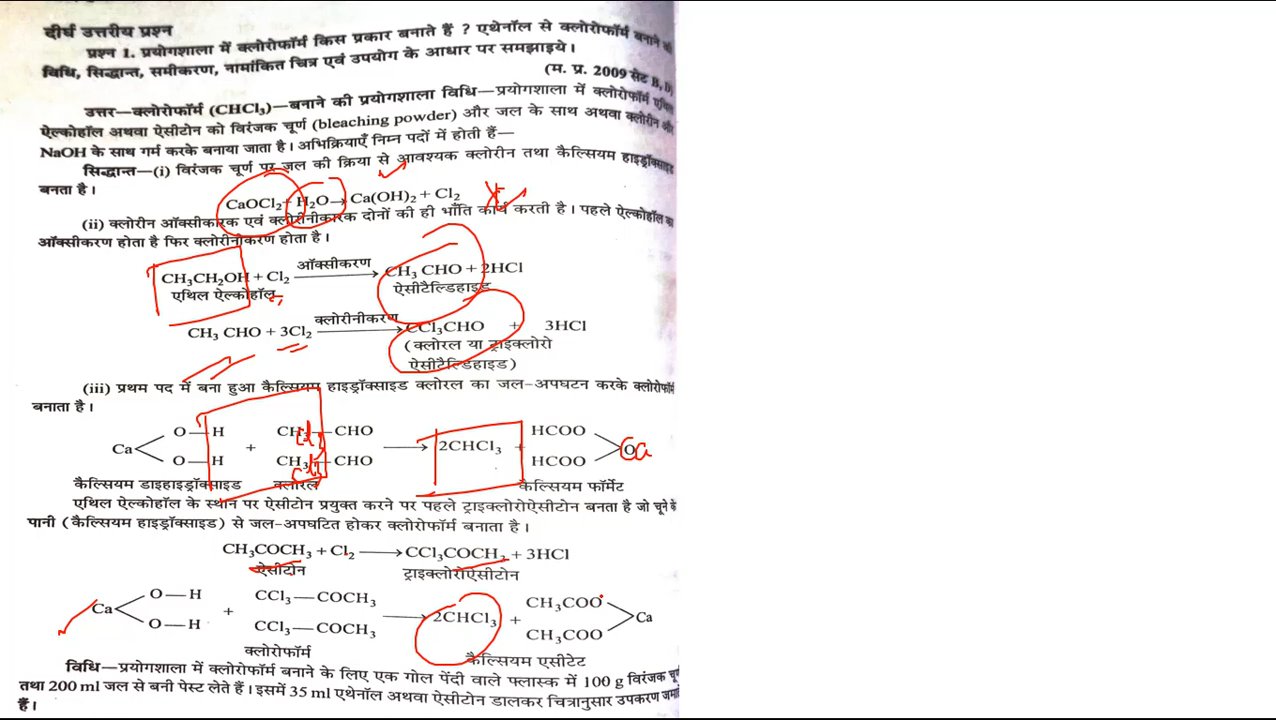 दीर्घ उत्तरीय प्रश्न
प्रश्न 1. प्रयोगशाला में क्लोरोफॉर्म किस प्रकार बनाते हैं ? एथेनॉल से क्लोरोफॉर्म बनाने की
विधि, सिद्धान्त, समीकरण, नामांकित चित्र एवं उपयोग के आधार पर समझाइये।
(म. प्र. 2009 सेट B, D)
उत्तर—क्लोरोफॉर्म (CHCl₃)—बनाने की प्रयोगशाला विधि—प्रयोगशाला में क्लोरोफॉर्म एथिल
ऐल्कोहॉल अथवा ऐसीटोन को विरंजक चूर्ण (bleaching powder) और जल के साथ अथवा क्लोरीन और
NaOH के साथ गर्म करके बनाया जाता है। अभिक्रियाएँ निम्न पदों में होती हैं—
सिद्धान्त—(i) विरंजक चूर्ण पर जल की क्रिया से आवश्यक क्लोरीन तथा कैल्सियम हाइड्रॉक्साइड
बनता है।
CaOCl₂ + H₂O → Ca(OH)₂ + Cl₂
(ii) क्लोरीन ऑक्सीकारक एवं क्लोरीनीकारक दोनों की ही भाँति कार्य करती है। पहले ऐल्कोहॉल का
ऑक्सीकरण होता है फिर क्लोरीनीकरण होता है।
CH₃CH₂OH + Cl₂ ऑक्सीकरण → CH₃ CHO + 2HCl
एथिल ऐल्कोहॉल ऐसीटैल्डिहाइड
CH₃ CHO + 3Cl₂ क्लोरीनीकरण → CCl₃CHO + 3HCl
(क्लोरल या ट्राइक्लोरो
ऐसीटैल्डिहाइड)
(iii) प्रथम पद में बना हुआ कैल्सियम हाइड्रॉक्साइड क्लोरल का जल-अपघटन करके क्लोरोफॉर्म
बनाता है।
O—H CH₃—CHO HCOO
Ca + → 2CHCl₃ + O Ca
O—H CH₃—CHO HCOO
कैल्सियम डाइहाइड्रॉक्साइड क्लोरल कैल्सियम फॉर्मेट
एथिल ऐल्कोहॉल के स्थान पर ऐसीटोन प्रयुक्त करने पर पहले ट्राइक्लोरोऐसीटोन बनता है जो चूने के
पानी (कैल्सियम हाइड्रॉक्साइड) से जल-अपघटित होकर क्लोरोफॉर्म बनाता है।
CH₃COCH₃ + Cl₂ → CCl₃COCH₃ + 3HCl
ऐसीटोन ट्राइक्लोरोऐसीटोन
O—H CCl₃—COCH₃ CH₃COO
Ca + → 2CHCl₃ + Ca
O—H CCl₃—COCH₃ CH₃COO
क्लोरोफॉर्म कैल्सियम एसीटेट
विधि—प्रयोगशाला में क्लोरोफॉर्म बनाने के लिए एक गोल पेंदी वाले फ्लास्क में 100 g विरंजक चूर्ण
तथा 200 ml जल से बनी पेस्ट लेते हैं। इसमें 35 ml एथेनॉल अथवा ऐसीटोन डालकर चित्रानुसार उपकरण जमाते
हैं।